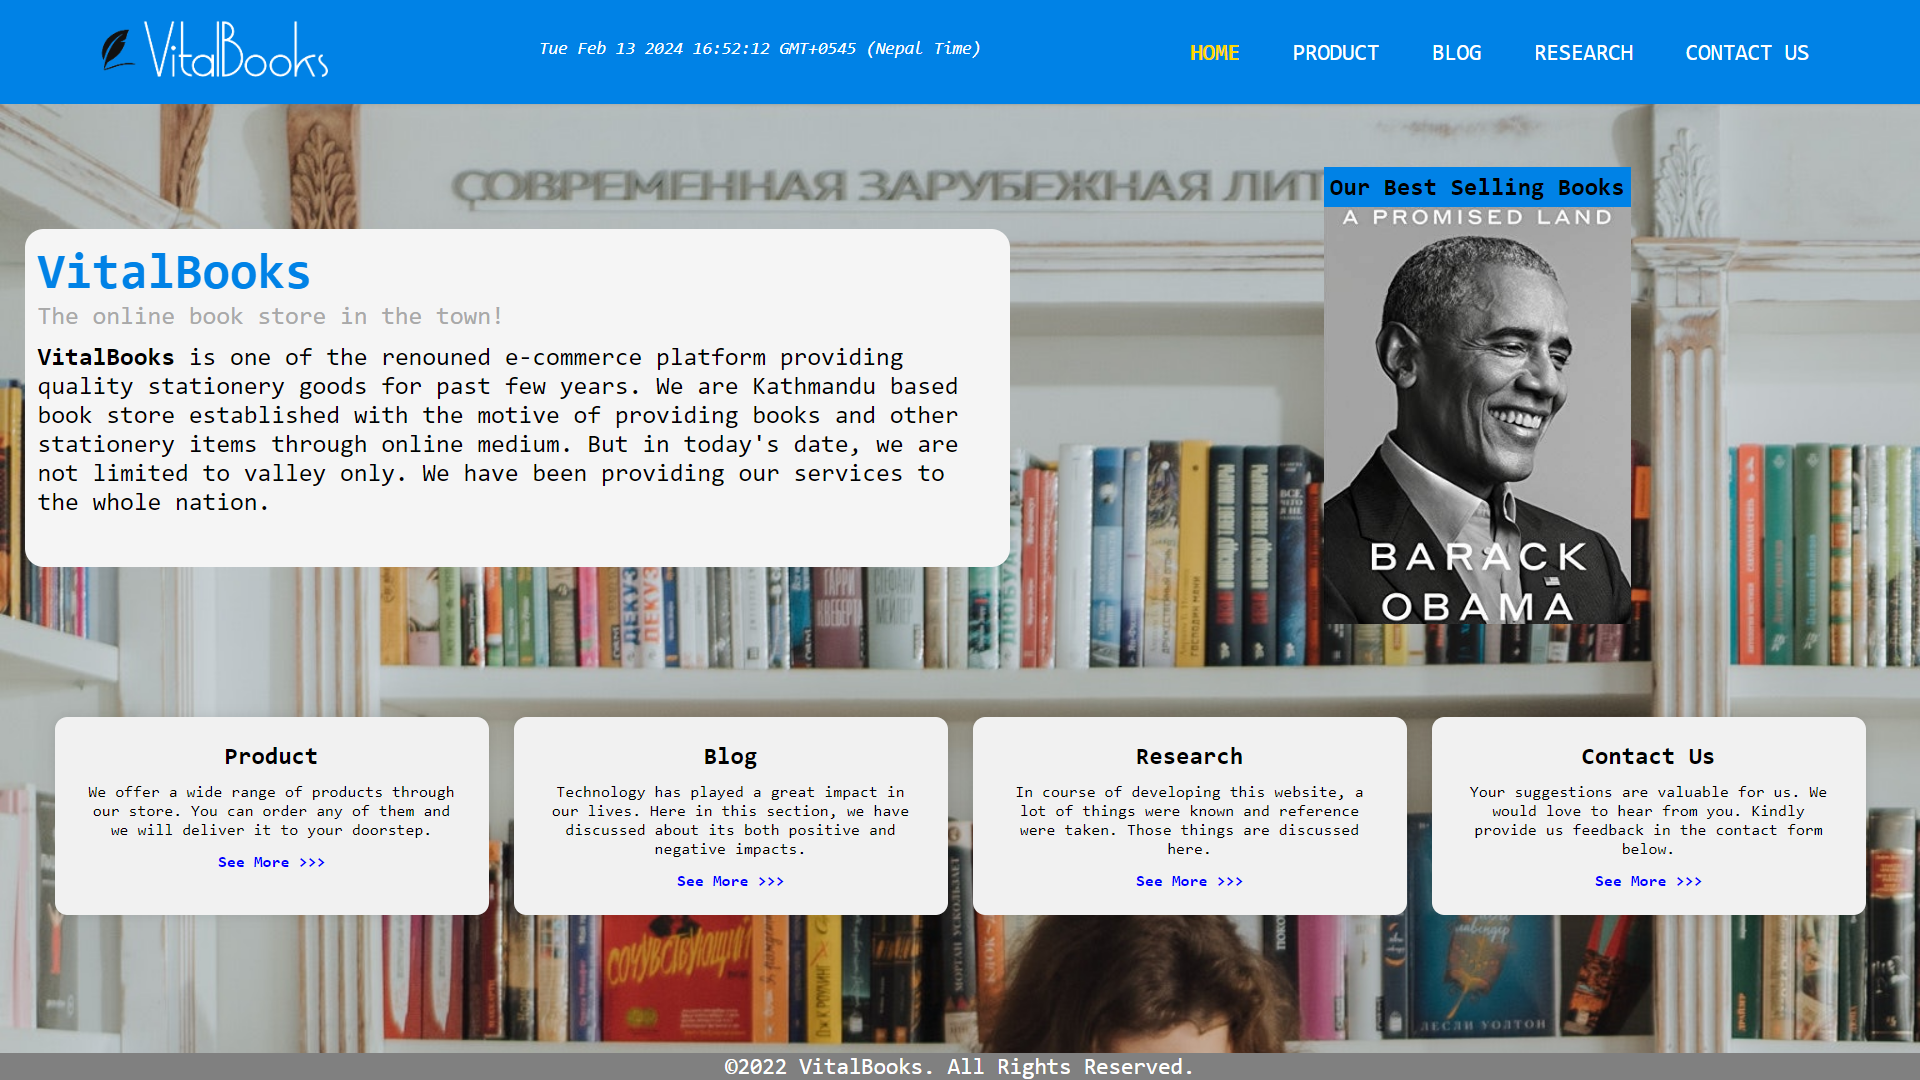 VitalBooks
Tue Feb 13 2024 16:52:12 GMT+0545 (Nepal Time)
HOME
PRODUCT
BLOG
RESEARCH
CONTACT US
СОВРЕМЕННАЯ ЗАРУБЕЖНАЯ
Our Best Selling Books
A PROMISED LAND
BARACK
OBAMA
VitalBooks
The online book store in the town!
VitalBooks is one of the renouned e-commerce platform providing
quality stationery goods for past few years. We are Kathmandu based
book store established with the motive of providing books and other
stationery items through online medium. But in today's date, we are
not limited to valley only. We have been providing our services to
the whole nation.
Product
We offer a wide range of products through
our store. You can order any of them and
we will deliver it to your doorstep.
See More >>>
Blog
Technology has played a great impact in
our lives. Here in this section, we have
discussed about its both positive and
negative impacts.
See More >>>
Research
In course of developing this website, a
lot of things were known and reference
were taken. Those things are discussed
here.
See More >>>
Contact Us
Your suggestions are valuable for us. We
would love to hear from you. Kindly
provide us feedback in the contact form
below.
See More >>>
СОЧУВСТВУЮЩИЙ
ЛЕСЛИ УОЛТОН
©2022 VitalBooks. All Rights Reserved.